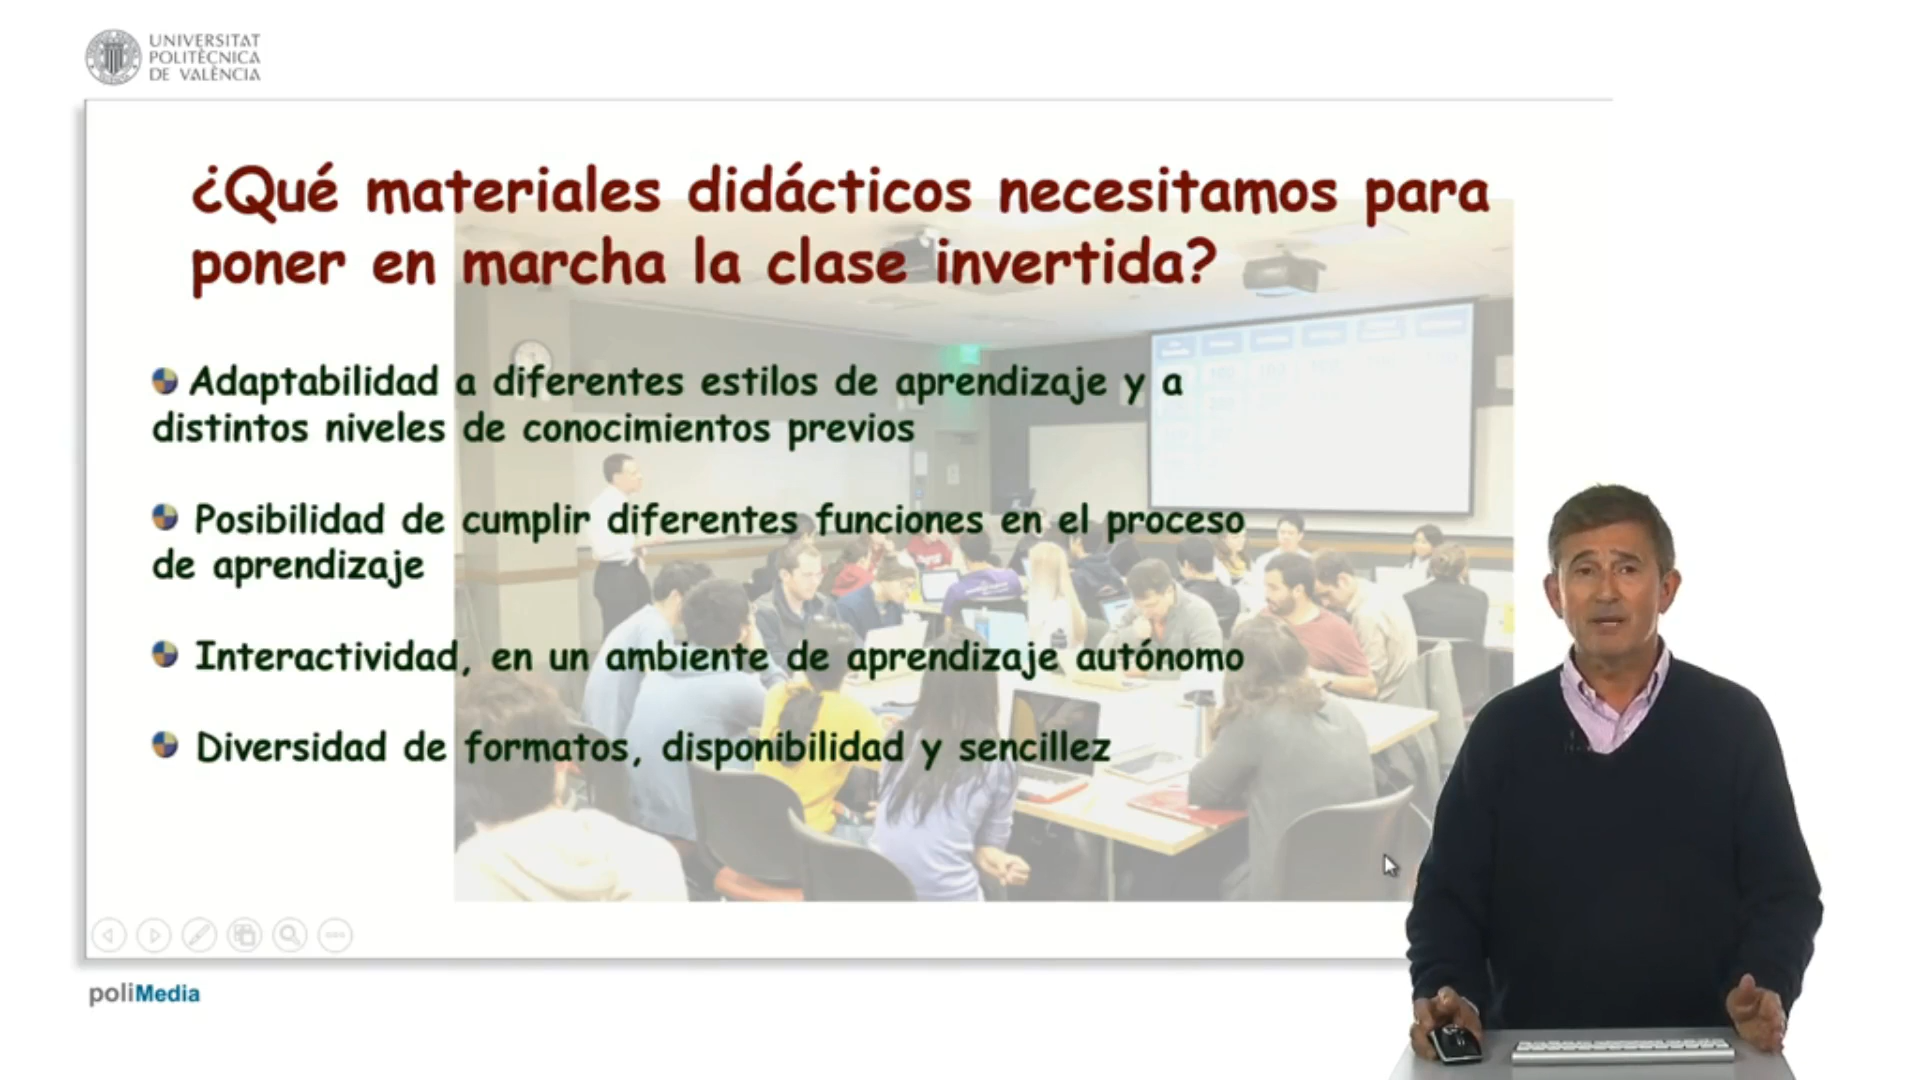 UNIVERSITAT
POLITÈCNICA
DE VALÈNCIA
¿Qué materiales didácticos necesitamos para
poner en marcha la clase invertida?
Adaptabilidad a diferentes estilos de aprendizaje y a
distintos niveles de conocimientos previos
Posibilidad de cumplir diferentes funciones en el proceso
de aprendizaje
Interactividad, en un ambiente de aprendizaje autónomo
Diversidad de formatos, disponibilidad y sencillez
poliMedia